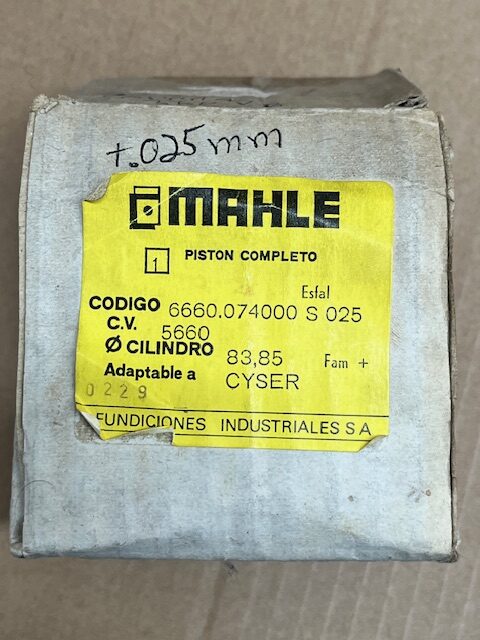 +.025 mm
MAHLE
1 PISTON COMPLETO
Esfal
CODIGO 6660.074000 S 025
C.V. 5660
Ø CILINDRO 83,85 Fam +
Adaptable a CYSER
0229
FUNDICIONES INDUSTRIALES S A